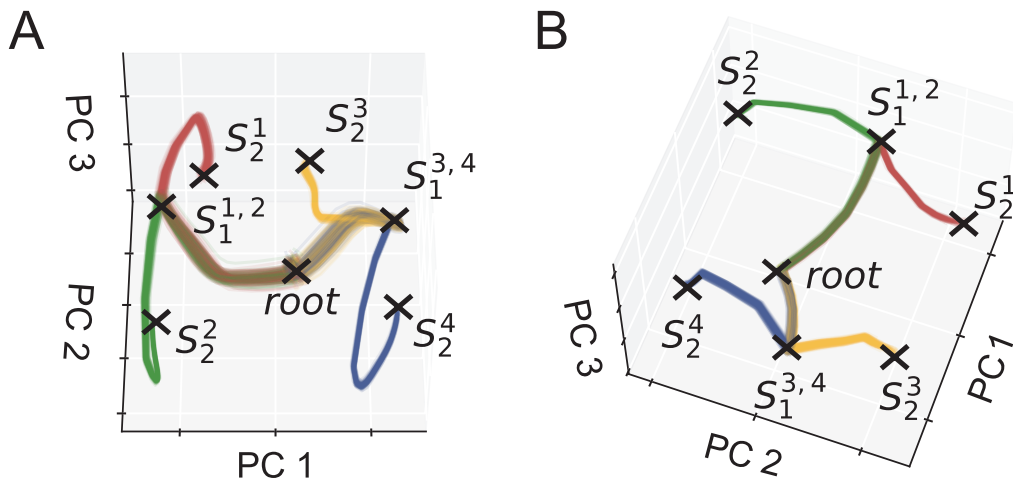 A
PC 3
PC 2
PC 1
S_2^1
S_2^3
S_1^{3,4}
S_1^{1,2}
root
S_2^2
S_2^4
B
S_2^2
S_1^{1,2}
S_2^1
root
S_2^4
S_1^{3,4}
S_2^3
PC 3
PC 2
PC1